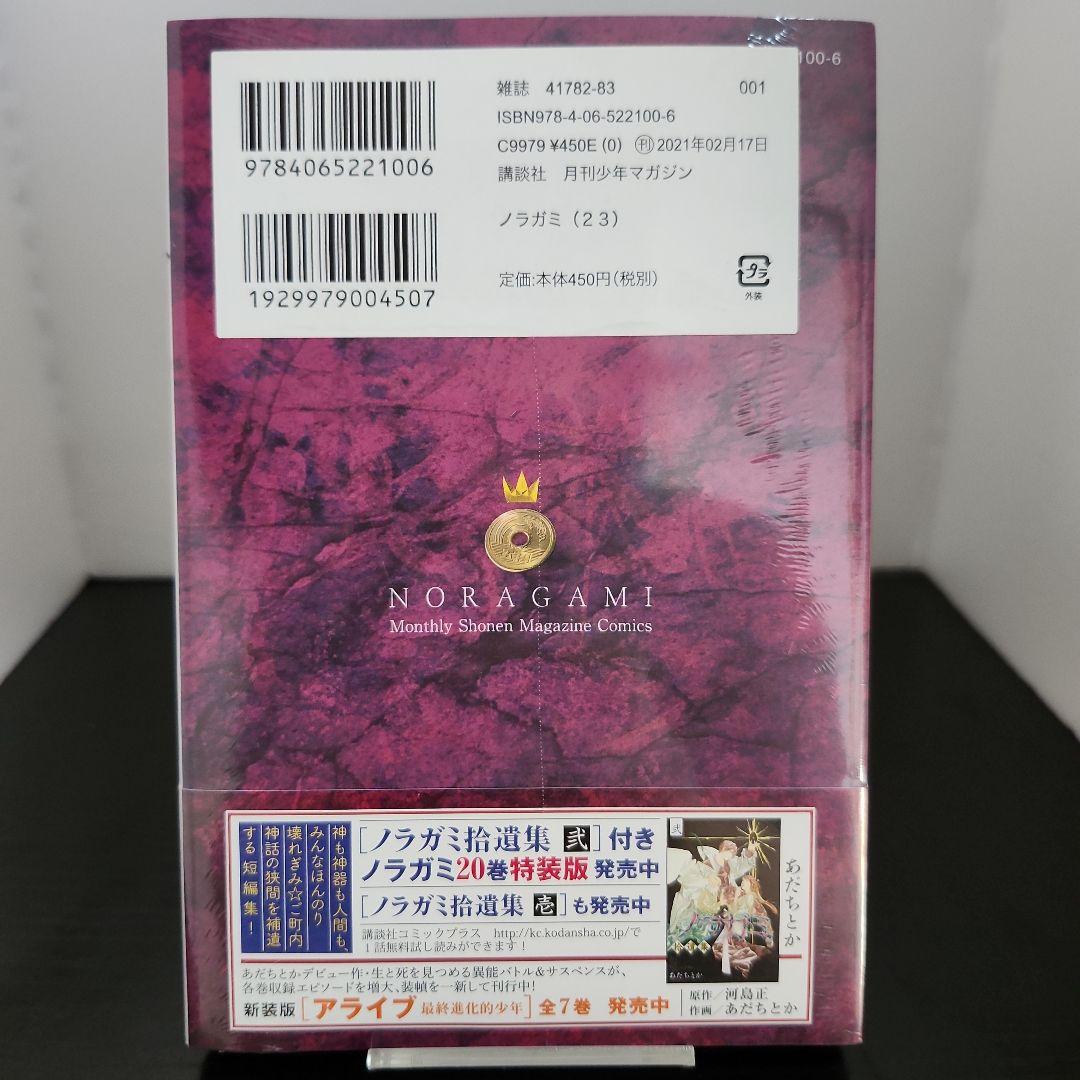 100-6
雑誌 41782-83 001
ISBN978-4-06-522100-6
C9979 ¥450E (0) 刊 2021年02月17日
講談社 月刊少年マガジン
9784065221006
ノラガミ（２３）
定価:本体450円(税別)
プラ
外装
1929979004507
NORAGAMI
Monthly Shonen Magazine Comics
神も神器も人間も、
みんなほんのり
壊れぎみ☆ご町内
神話の狭間を補遺
する短編集！
[ノラガミ拾遺集 弐]付き
ノラガミ20巻特装版 発売中
[ノラガミ拾遺集 壱]も発売中
講談社コミックプラス http://kc.kodansha.co.jp/で
１話無料試し読みができます！
弐
拾遺集
あだちとか
あだちとか
あだちとかデビュー作・生と死を見つめる異能バトル&サスペンスが、
各巻収録エピソードを増大、装幀を一新して刊行中!
新装版[アライブ 最終進化的少年]全7巻 発売中
原作／河島正
作画／あだちとか